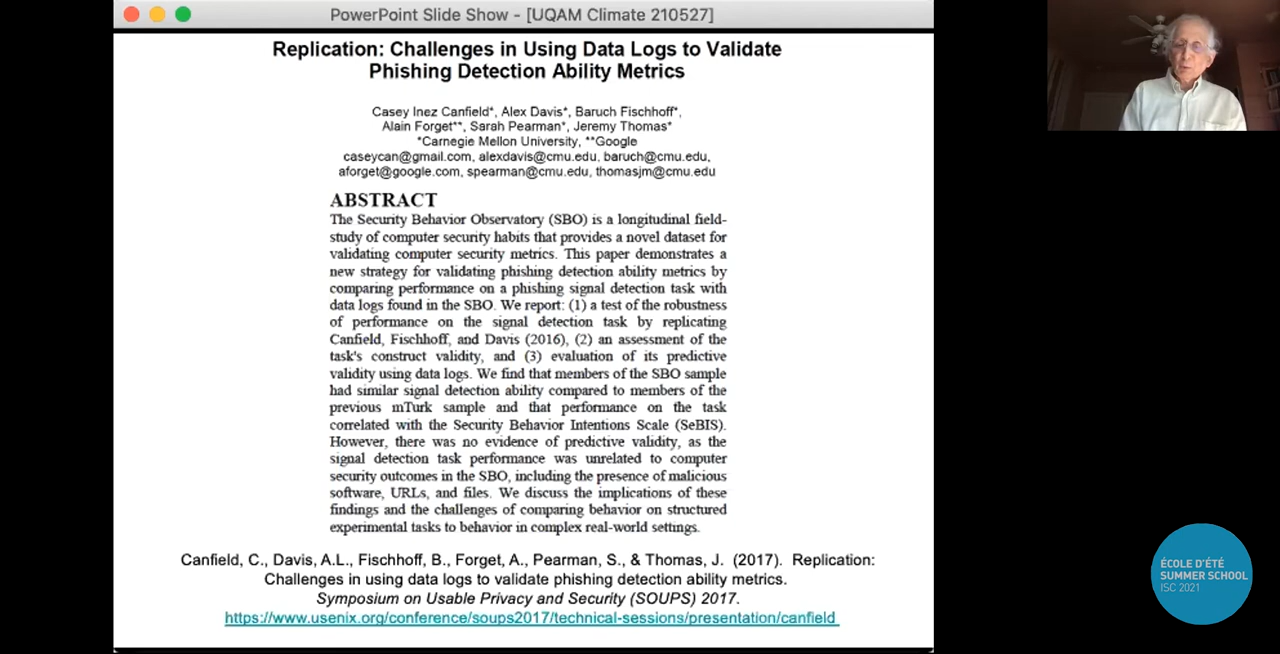 PowerPoint Slide Show - [UQAM Climate 210527]
Replication: Challenges in Using Data Logs to Validate
Phishing Detection Ability Metrics
Casey Inez Canfield*, Alex Davis*, Baruch Fischhoff*,
Alain Forget**, Sarah Pearman*, Jeremy Thomas*
*Carnegie Mellon University, **Google
caseycan@gmail.com, alexdavis@cmu.edu, baruch@cmu.edu,
aforget@google.com, spearman@cmu.edu, thomasjm@cmu.edu
ABSTRACT
The Security Behavior Observatory (SBO) is a longitudinal field-
study of computer security habits that provides a novel dataset for
validating computer security metrics. This paper demonstrates a
new strategy for validating phishing detection ability metrics by
comparing performance on a phishing signal detection task with
data logs found in the SBO. We report: (1) a test of the robustness
of performance on the signal detection task by replicating
Canfield, Fischhoff, and Davis (2016), (2) an assessment of the
task's construct validity, and (3) evaluation of its predictive
validity using data logs. We find that members of the SBO sample
had similar signal detection ability compared to members of the
previous mTurk sample and that performance on the task
correlated with the Security Behavior Intentions Scale (SeBIS).
However, there was no evidence of predictive validity, as the
signal detection task performance was unrelated to computer
security outcomes in the SBO, including the presence of malicious
software, URLs, and files. We discuss the implications of these
findings and the challenges of comparing behavior on structured
experimental tasks to behavior in complex real-world settings.
Canfield, C., Davis, A.L., Fischhoff, B., Forget, A., Pearman, S., & Thomas, J. (2017). Replication:
Challenges in using data logs to validate phishing detection ability metrics.
Symposium on Usable Privacy and Security (SOUPS) 2017.
https://www.usenix.org/conference/soups2017/technical-sessions/presentation/canfield
ÉCOLE D'ÉTÉ
SUMMER SCHOOL
ISC 2021